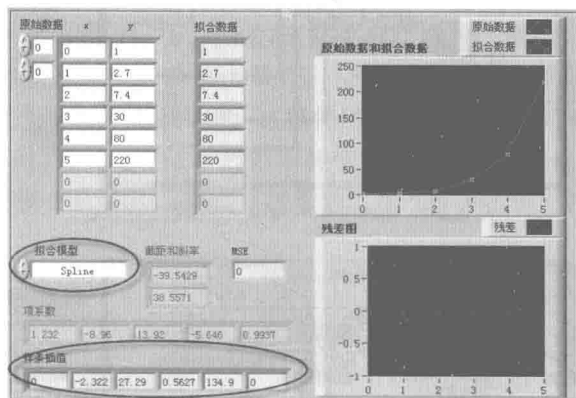 原始数据 x y 拟合数据
0 0 1 1
0 1 2.7 2.7
2 7.4 7.4
3 30 30
4 80 80
5 220 220
0 0 0
0 0 0
拟合模型 截距和斜率 MSE
Spline -39.5429 0
38.5571
项系数
1.232 -8.96 13.92 -5.646 0.9937
样条插值
0 -2.322 27.29 0.5627 134.9 0
原始数据
拟合数据
原始数据和拟合数据
250
200
150
100
50
0
0 1 2 3 4 5
残差图 残差
1
0.5
0
-0.5
-1
0 1 2 3 4 5